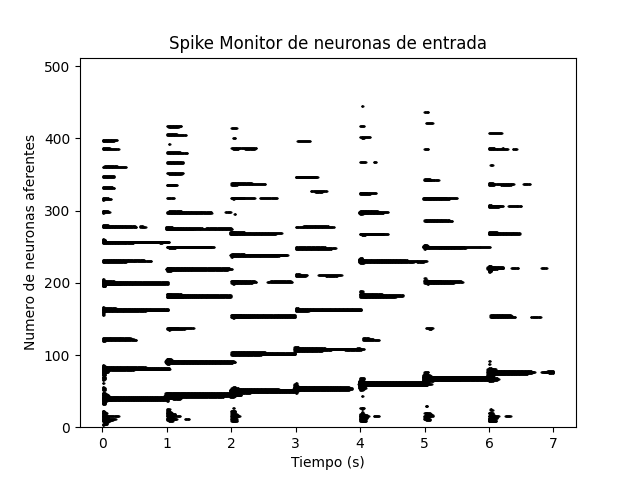 Spike Monitor de neuronas de entrada
500
400
300
200
100
0
Numero de neuronas aferentes
0 1 2 3 4 5 6 7
Tiempo (s)